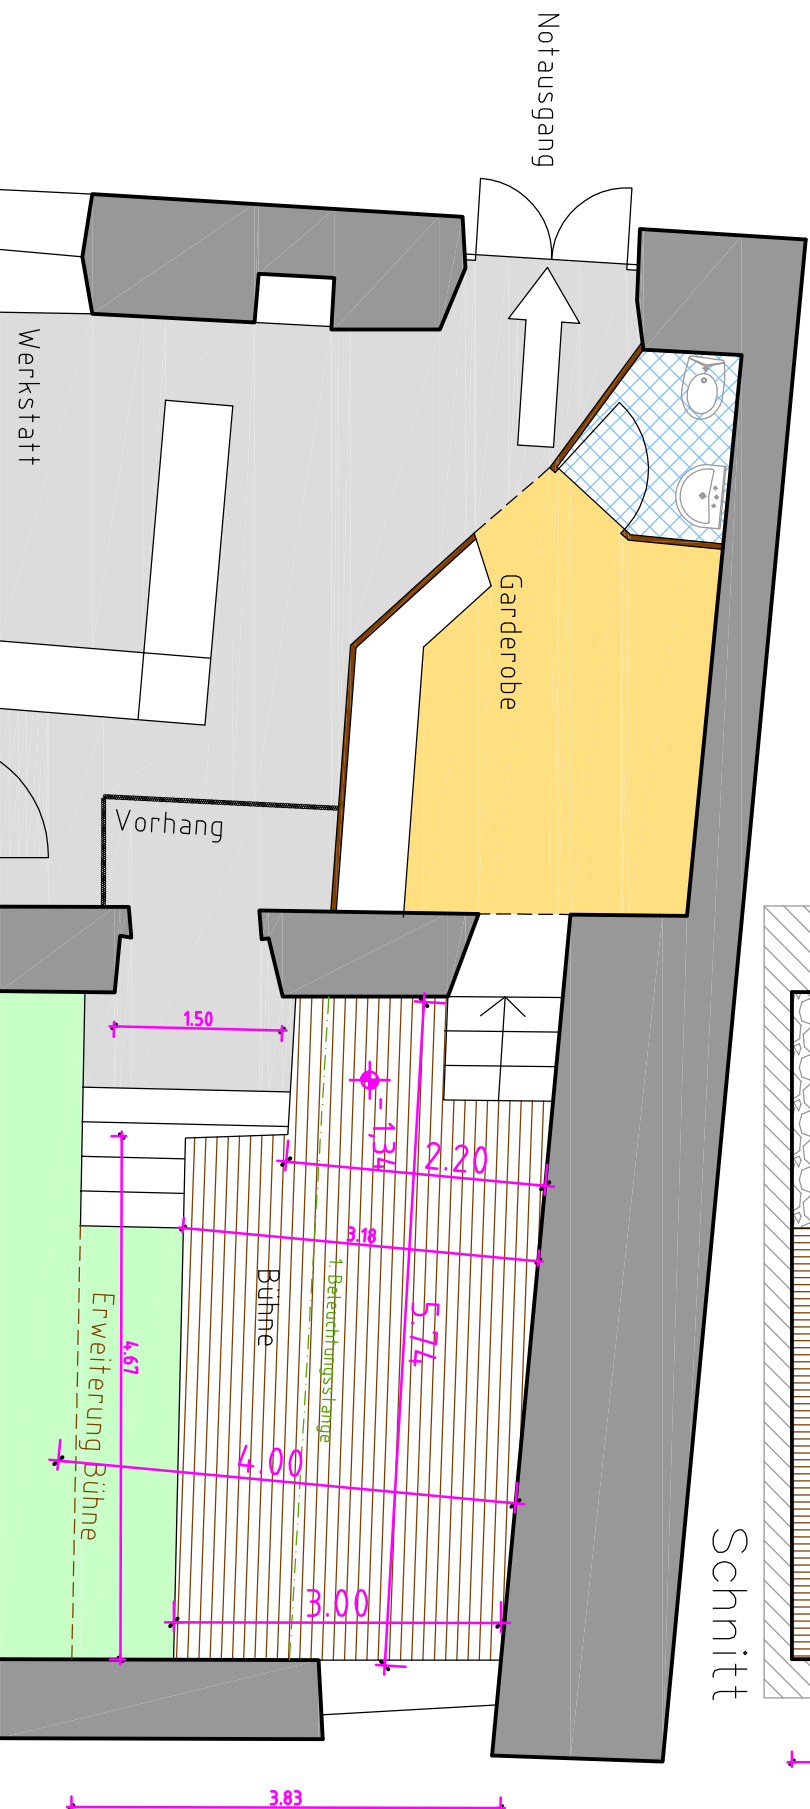 Notausgang
Werkstatt
Garderobe
Vorhang
1.50
- 1,34
2.20
3.18
Bühne
1. Beleuchtungsstange
5.74
4.67
Erweiterung Bühne
4.00
3.00
Schnitt
3.83